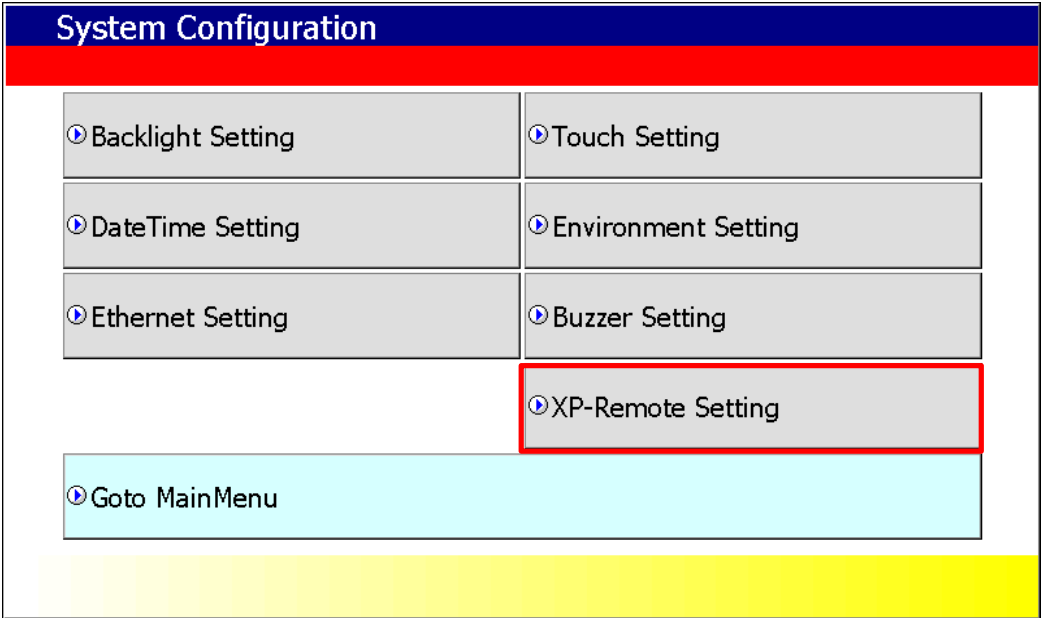 System Configuration
Backlight Setting
Touch Setting
DateTime Setting
Environment Setting
Ethernet Setting
Buzzer Setting
XP-Remote Setting
Goto MainMenu